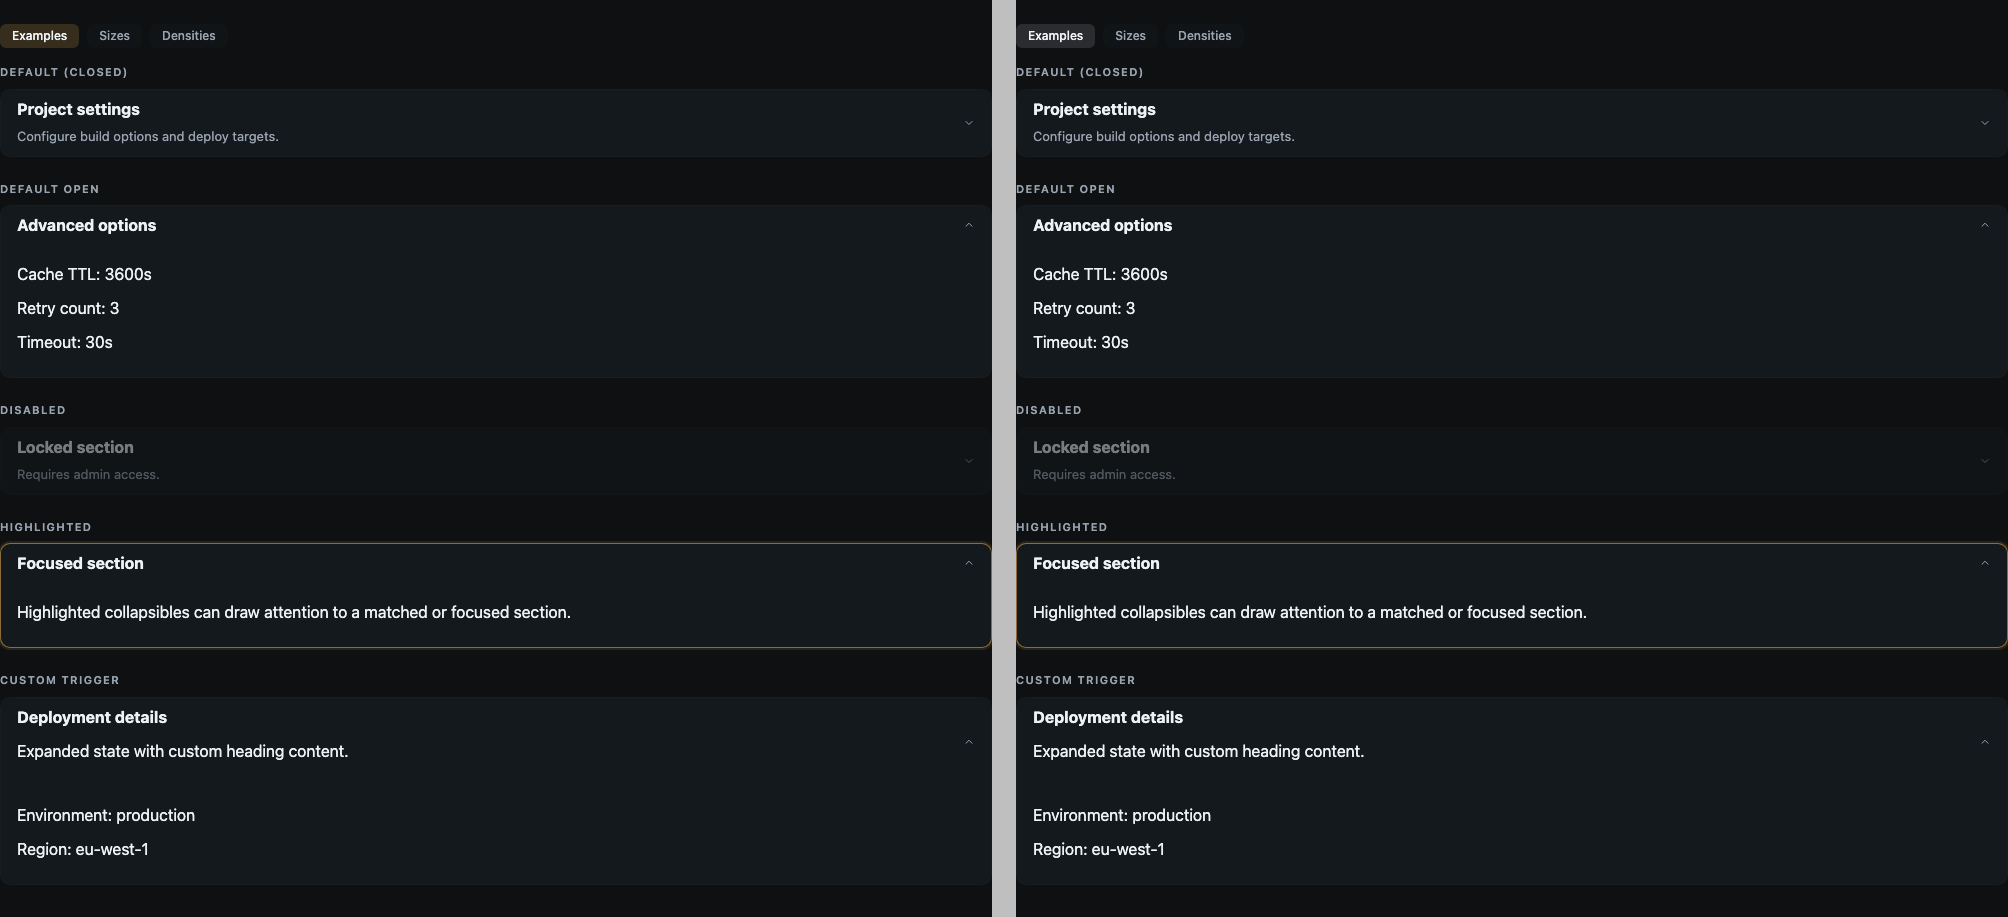 Examples Sizes Densities
DEFAULT (CLOSED)
Project settings
Configure build options and deploy targets.
DEFAULT OPEN
Advanced options
Cache TTL: 3600s
Retry count: 3
Timeout: 30s
DISABLED
Locked section
Requires admin access.
HIGHLIGHTED
Focused section
Highlighted collapsibles can draw attention to a matched or focused section.
CUSTOM TRIGGER
Deployment details
Expanded state with custom heading content.
Environment: production
Region: eu-west-1
Examples Sizes Densities
DEFAULT (CLOSED)
Project settings
Configure build options and deploy targets.
DEFAULT OPEN
Advanced options
Cache TTL: 3600s
Retry count: 3
Timeout: 30s
DISABLED
Locked section
Requires admin access.
HIGHLIGHTED
Focused section
Highlighted collapsibles can draw attention to a matched or focused section.
CUSTOM TRIGGER
Deployment details
Expanded state with custom heading content.
Environment: production
Region: eu-west-1